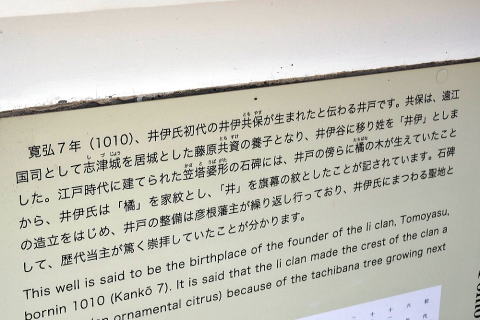 寛弘7年（1010）、井伊氏初代の井伊共保が生まれたと伝わる井戸です。共保は、遠江
国司として志津城を居城とした藤原共資の養子となり、井伊谷に移り姓を「井伊」としま
した。江戸時代に建てられた笠塔婆形の石碑には、井戸の傍らに橘の木が生えていたこと
から、井伊氏は「橘」を家紋とし、「井」を旗幕の紋としたことが記されています。石碑
の造立をはじめ、井戸の整備は彦根藩主が繰り返し行っており、井伊氏にまつわる聖地と
して、歴代当主が篤く崇拝していたことが分かります。
This well is said to be the birthplace of the founder of the Ii clan, Tomoyasu,
bornin 1010 (Kankō 7). It is said that the Ii clan made the crest of the clan a
an ornamental citrus) because of the tachibana tree growing next